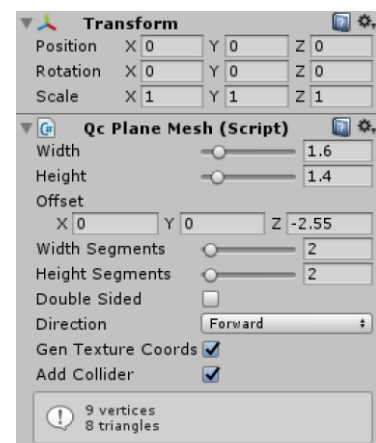 Transform
Position X 0 Y 0 Z 0
Rotation X 0 Y 0 Z 0
Scale X 1 Y 1 Z 1
Qc Plane Mesh (Script)
Width 1.6
Height 1.4
Offset
X 0 Y 0 Z -2.55
Width Segments 2
Height Segments 2
Double Sided
Direction Forward
Gen Texture Coords
Add Collider
9 vertices
8 triangles